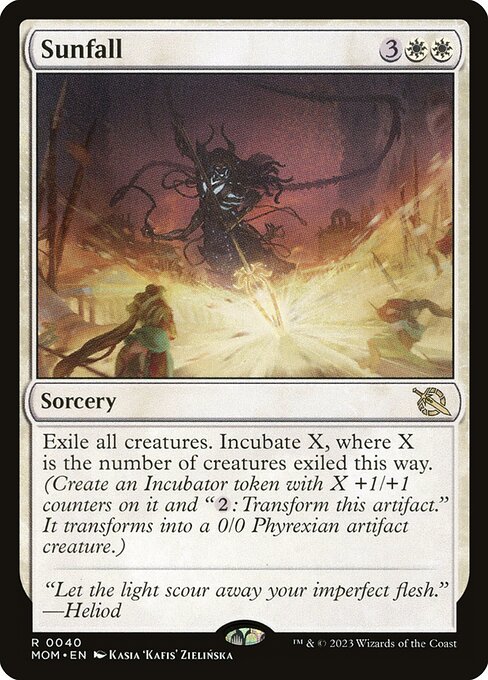 Sunfall
3
Sorcery
Exile all creatures. Incubate X, where X
is the number of creatures exiled this way.
(Create an Incubator token with X +1/+1
counters on it and “2: Transform this artifact.”
It transforms into a 0/0 Phyrexian artifact
creature.)
“Let the light scour away your imperfect flesh.”
—Heliod
R 0040
MOM • EN Kasia ‘Kafis’ Zielińska
™ & © 2023 Wizards of the Coast